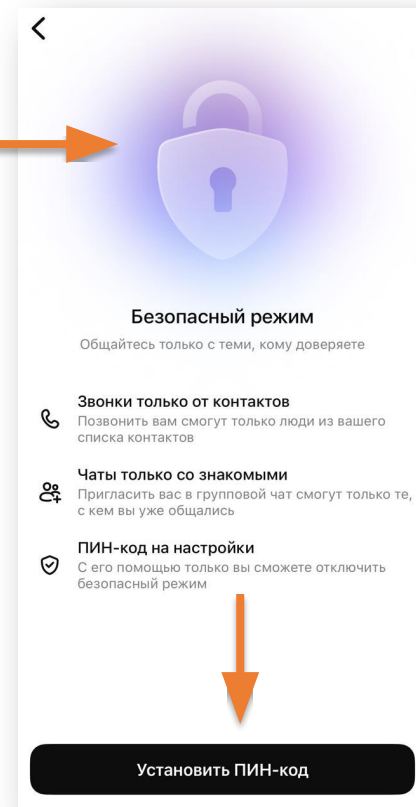 Безопасный режим
Общайтесь только с теми, кому доверяете
Звонки только от контактов
Позвонить вам смогут только люди из вашего
списка контактов
Чаты только со знакомыми
Пригласить вас в групповой чат смогут только те,
с кем вы уже общались
ПИН-код на настройки
С его помощью только вы сможете отключить
безопасный режим
Установить ПИН-код